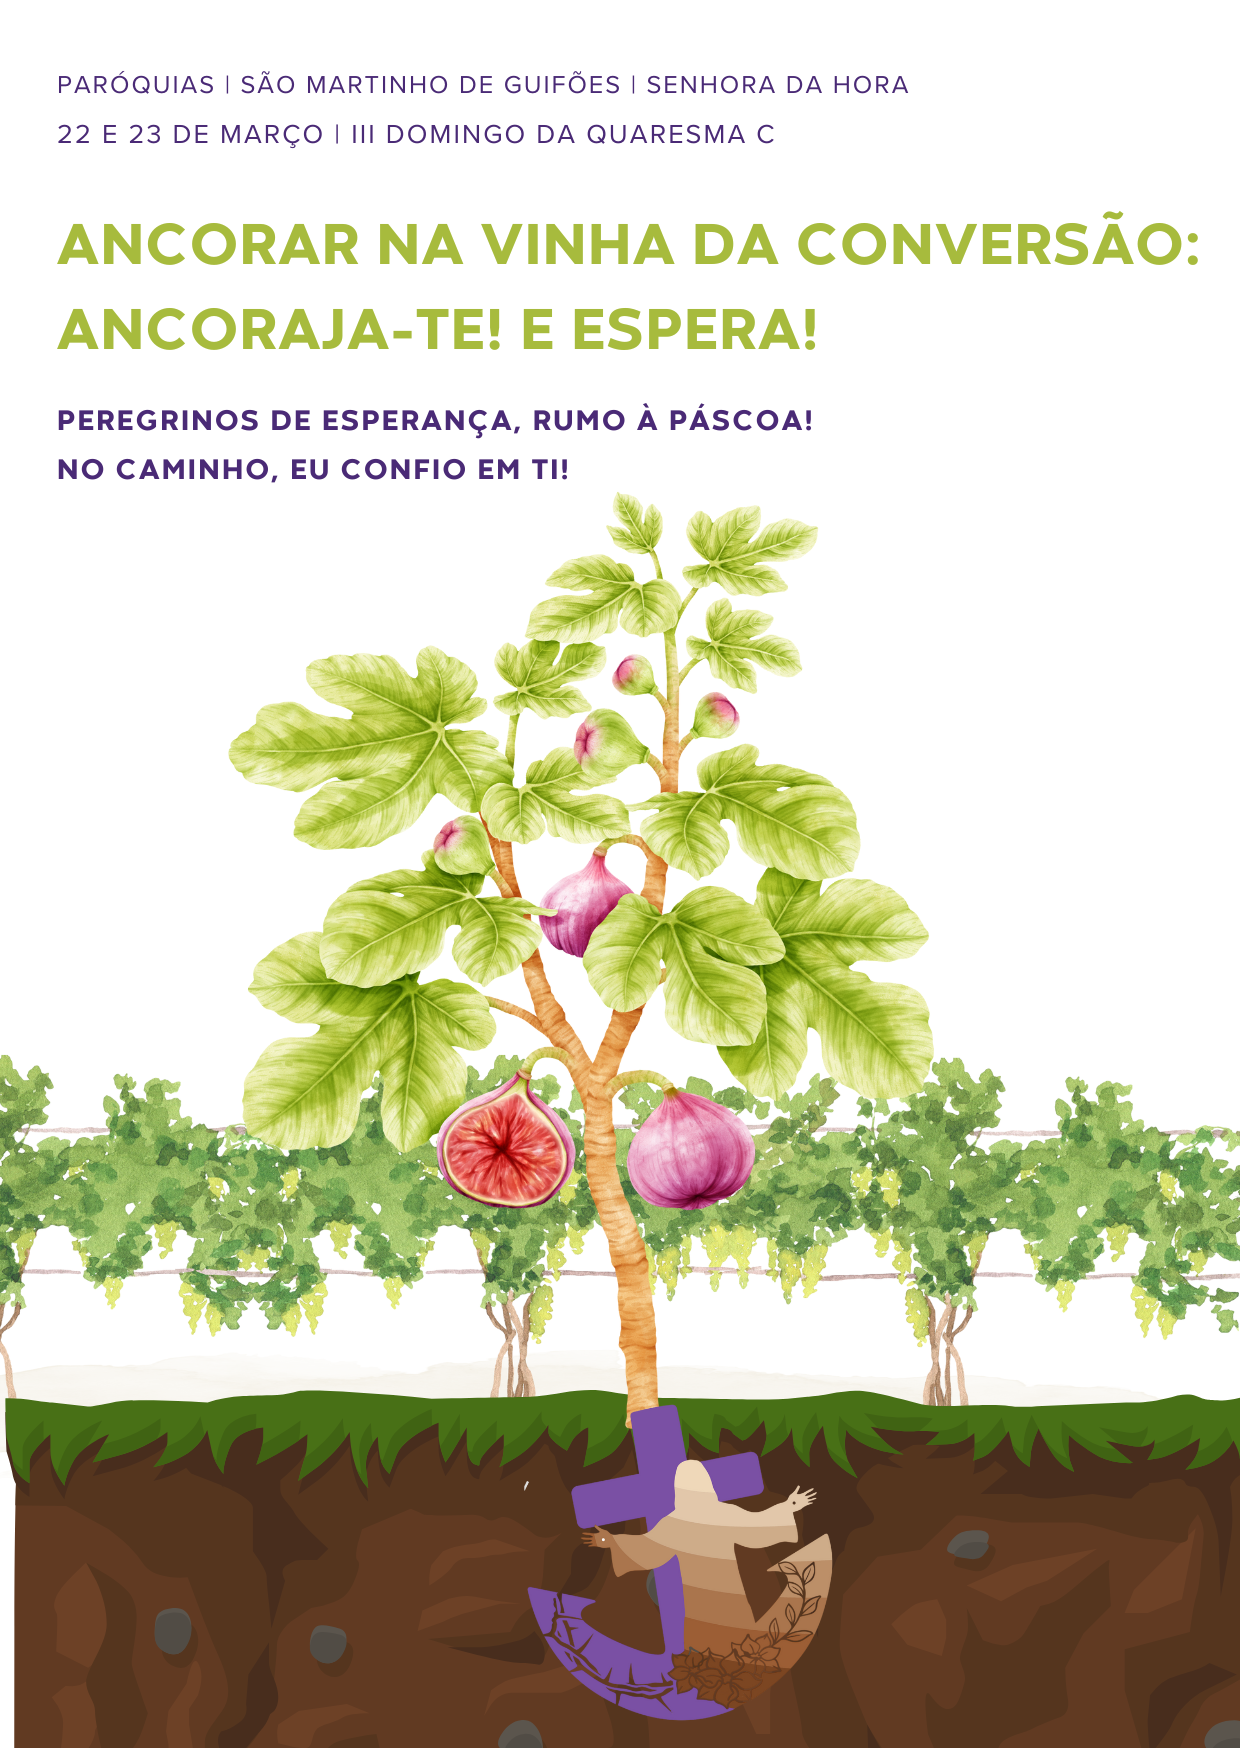 PARÓQUIAS | SÃO MARTINHO DE GUIFÕES | SENHORA DA HORA
22 E 23 DE MARÇO | III DOMINGO DA QUARESMA C
ANCORAR NA VINHA DA CONVERSÃO:
ANCORAJA-TE! E ESPERA!
PEREGRINOS DE ESPERANÇA, RUMO À PÁSCOA!
NO CAMINHO, EU CONFIO EM TI!